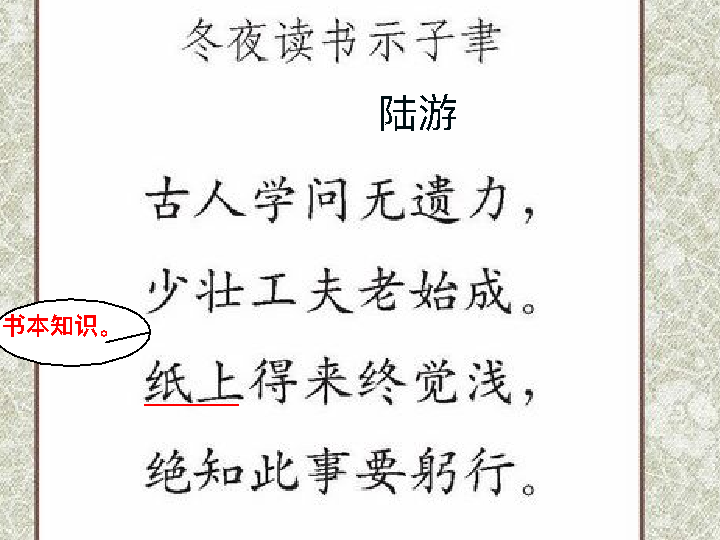 冬夜读书示子聿
陆游
古人学问无遗力，
少壮工夫老始成。
书本知识。
纸上得来终觉浅，
绝知此事要躬行。